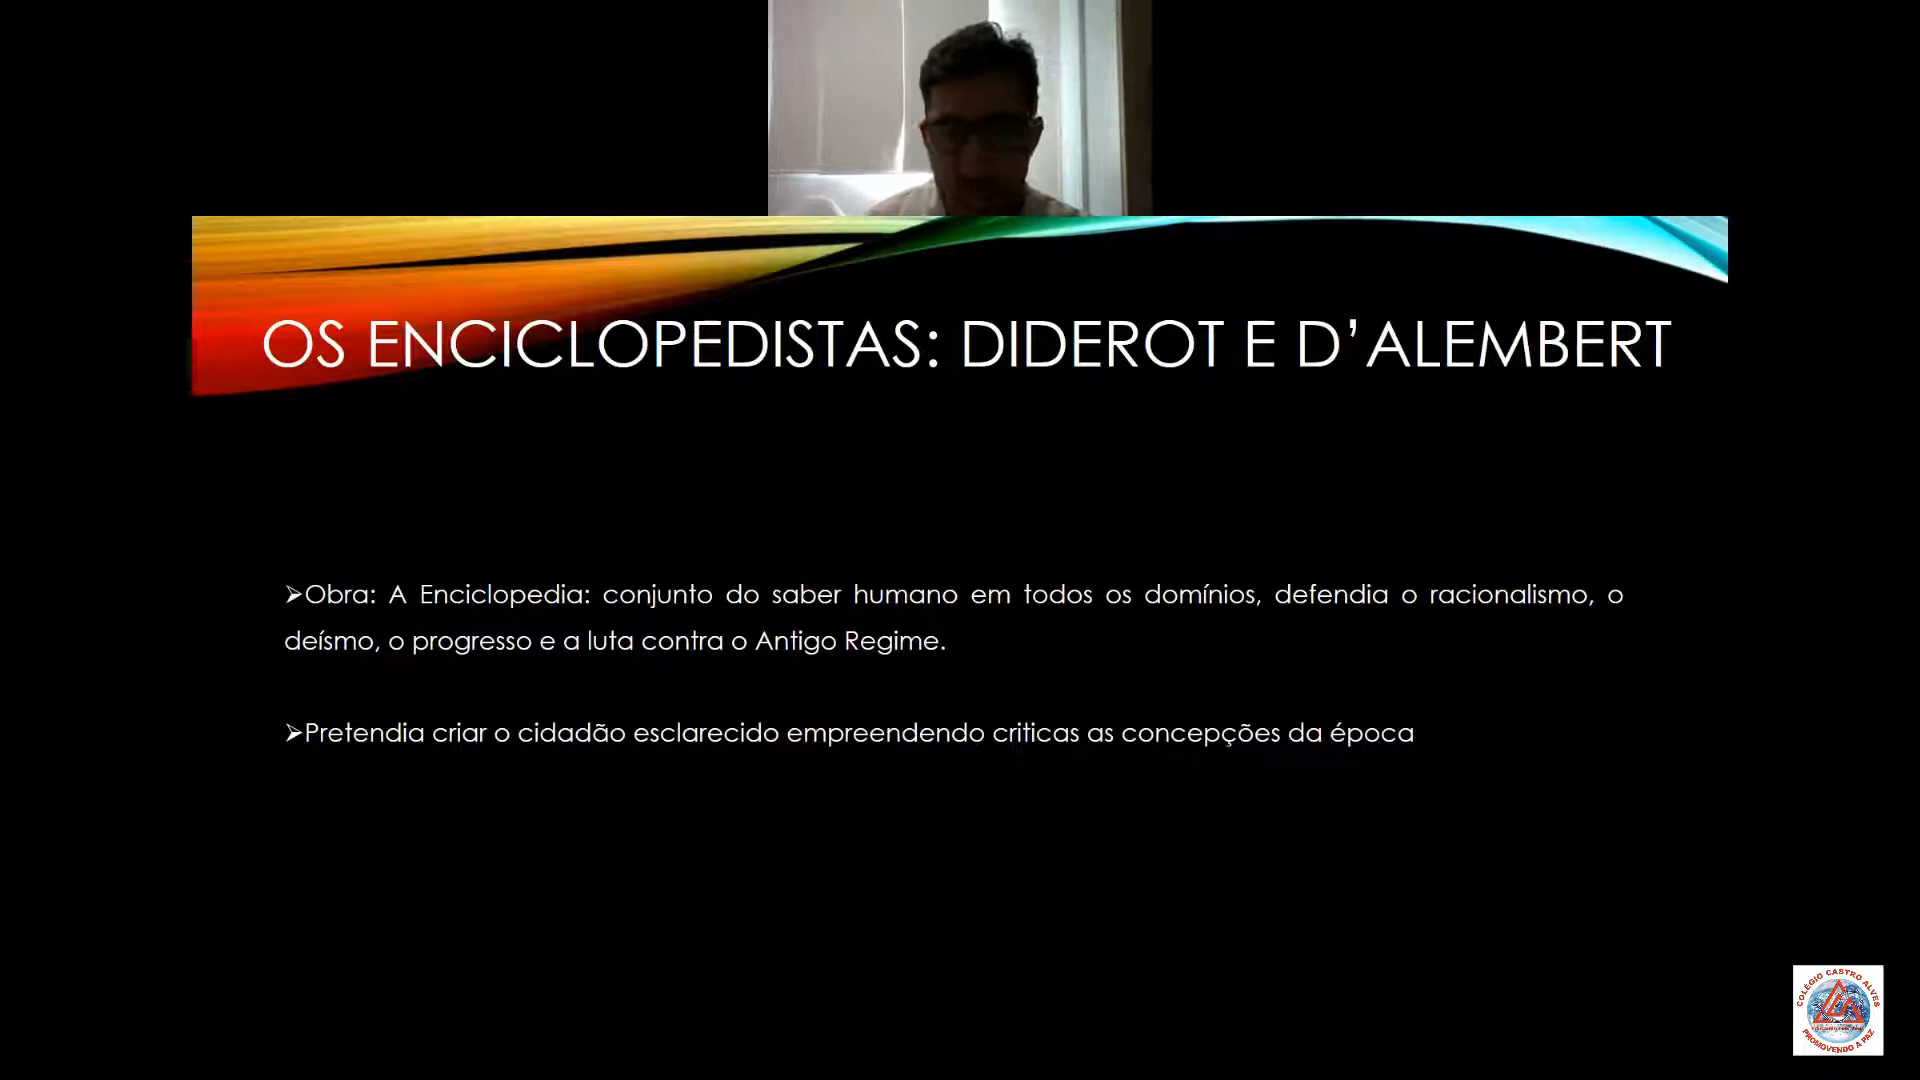 OS ENCICLOPEDISTAS: DIDEROT E D’ALEMBERT
➢Obra: A Enciclopedia: conjunto do saber humano em todos os domínios, defendia o racionalismo, o
deísmo, o progresso e a luta contra o Antigo Regime.
➢Pretendia criar o cidadão esclarecido empreendendo criticas as concepções da época
COLÉGIO CASTRO ALVES
PROMOVENDO A PAZ